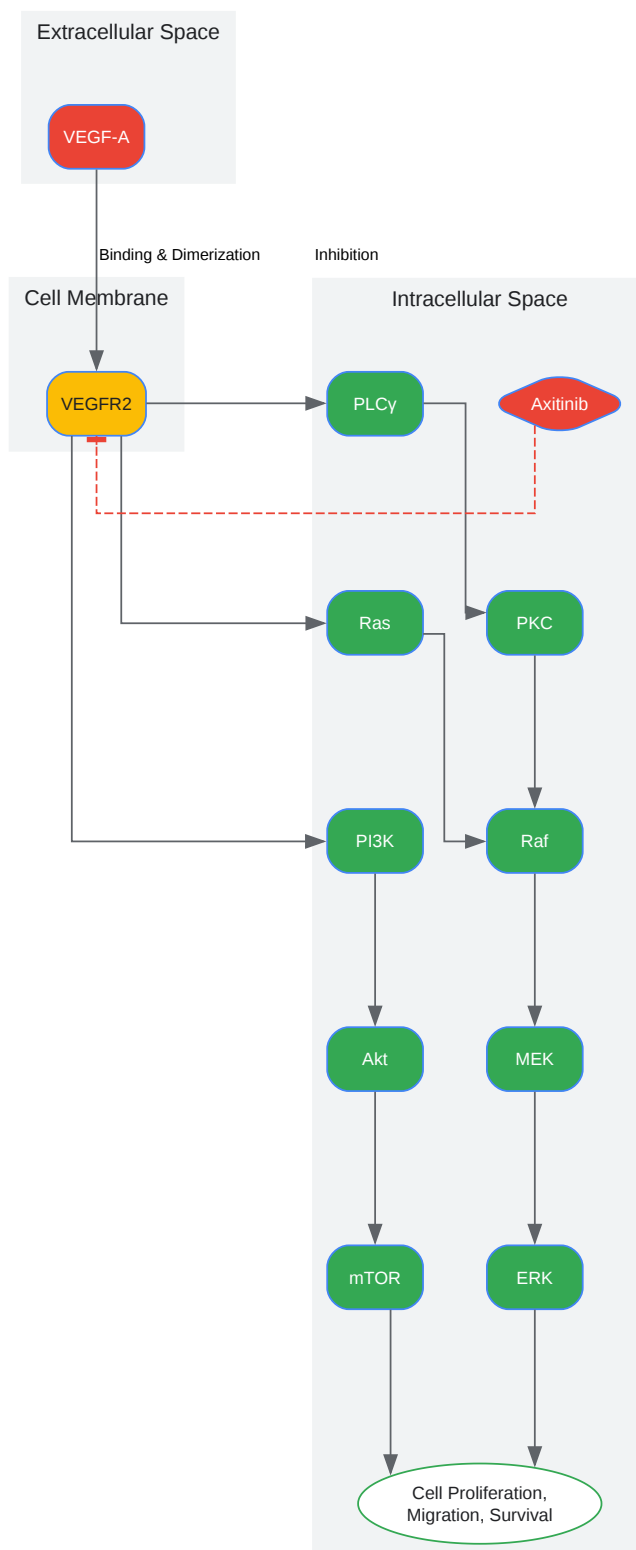 Extracellular Space
VEGF-A
Binding & Dimerization
Inhibition
Cell Membrane
Intracellular Space
VEGFR2
PLCγ
Axitinib
Ras
PKC
PI3K
Raf
Akt
MEK
mTOR
ERK
Cell Proliferation,
Migration, Survival